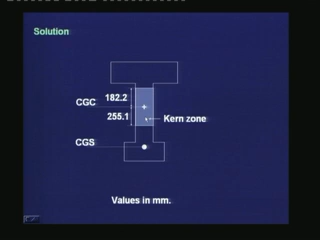 Solution
182.2
CGC
255.1
Kern zone
CGS
Values in mm.